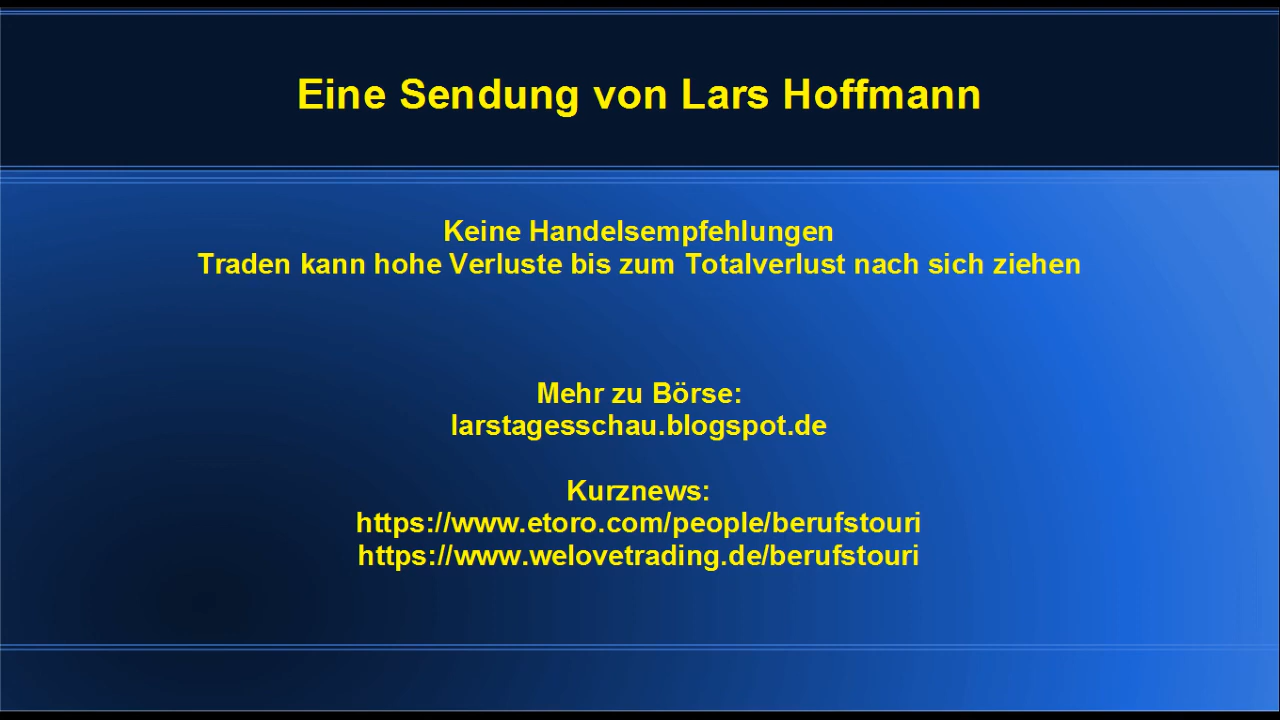 Eine Sendung von Lars Hoffmann
Keine Handelsempfehlungen
Traden kann hohe Verluste bis zum Totalverlust nach sich ziehen
Mehr zu Börse:
larstagesschau.blogspot.de
Kurznews:
https://www.etoro.com/people/berufstouri
https://www.welovetrading.de/berufstouri